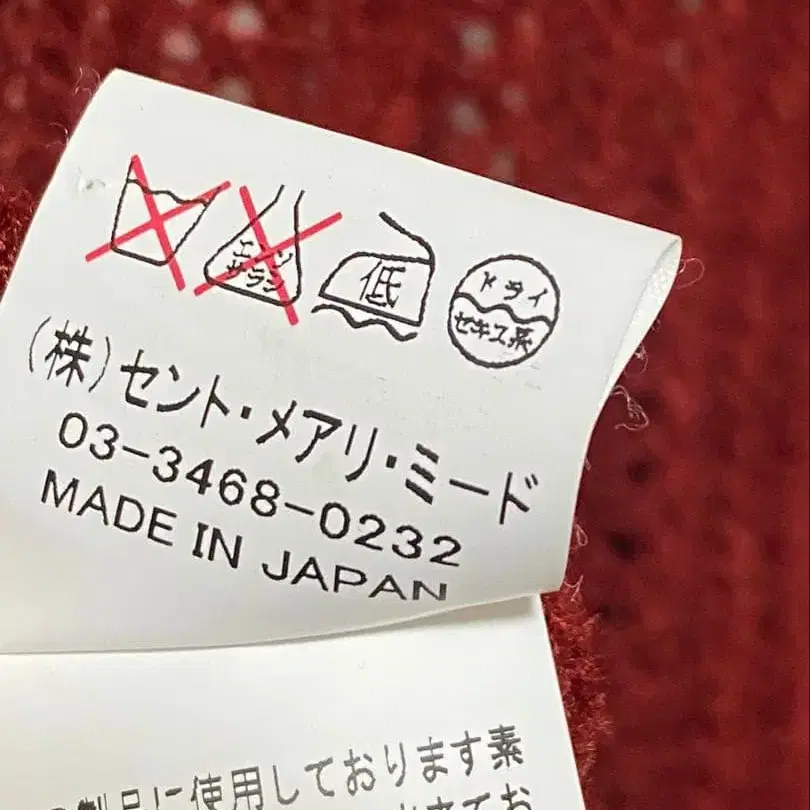 エンソ
サラシ
低
ドライ
セキユ系
(株)セント・メアリ・ミード
03-3468-0232
MADE IN JAPAN
製品に使用しております素